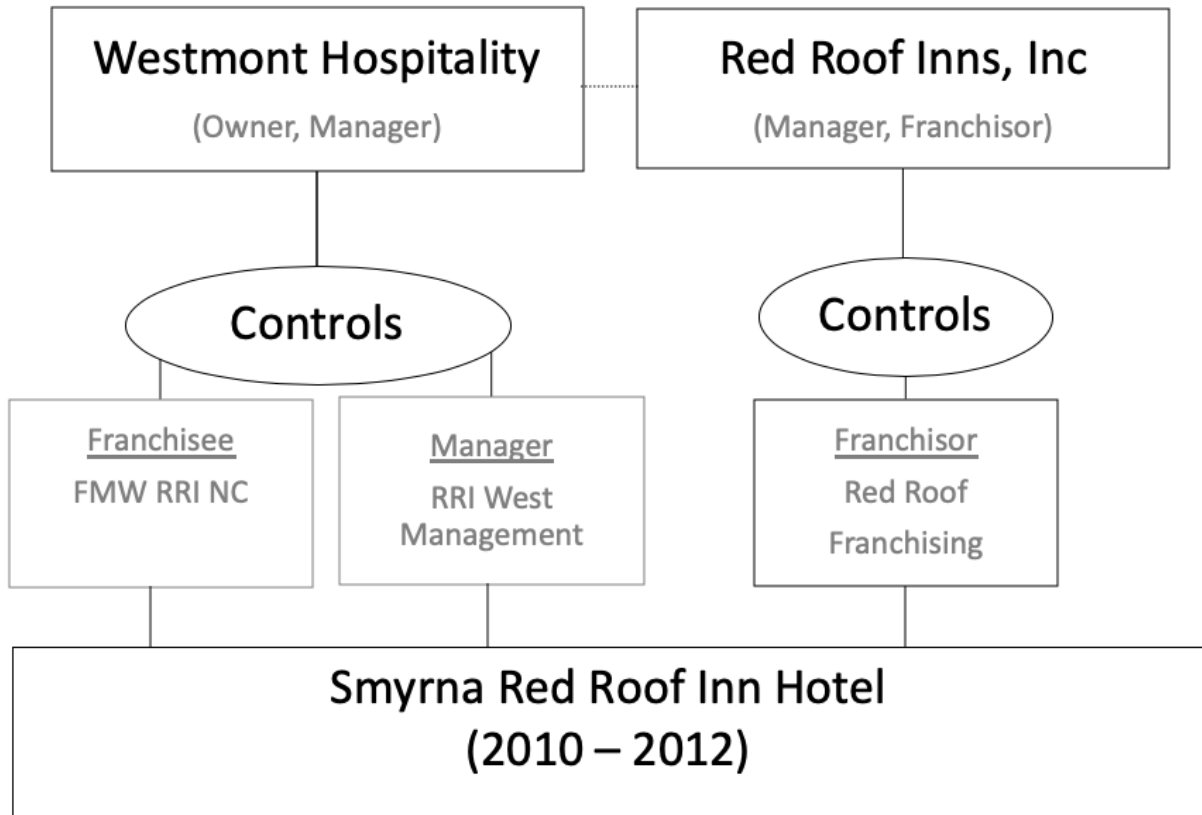 Westmont Hospitality
(Owner, Manager)
Red Roof Inns, Inc
(Manager, Franchisor)
Controls
Controls
Franchisee
FMW RRI NC
Manager
RRI West
Management
Franchisor
Red Roof
Franchising
Smyrna Red Roof Inn Hotel
(2010 – 2012)